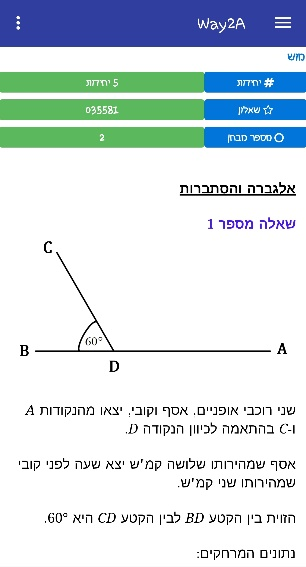 Way2A
מוש
# יחידות
5 יחידות
שאלון
035581
מספר מבחן
2
אלגברה והסתברות
שאלה מספר 1
C
60°
B
A
D
שני רוכבי אופניים. אסף וקובי, יצאו מהנקודות A
ו-C בהתאמה לכיוון הנקודה D.
אסף שמהירותו שלושה קמ"ש יצא שעה לפני קובי
שמהירותו שני קמ"ש.
הזוית בין הקטע BD לבין הקטע CD היא 60°.
נתונים המרחקים: